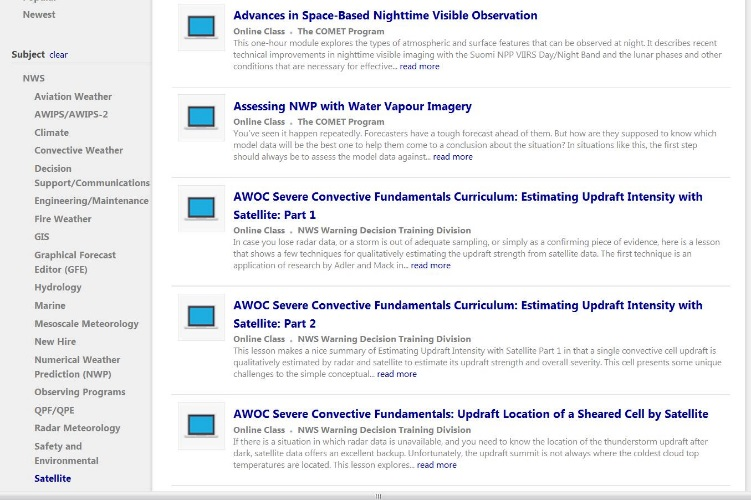 Newest
Subject clear
NWS
Aviation Weather
AWIPS/AWIPS-2
Climate
Convective Weather
Decision
Support/Communications
Engineering/Maintenance
Fire Weather
GIS
Graphical Forecast
Editor (GFE)
Hydrology
Marine
Mesoscale Meteorology
New Hire
Numerical Weather
Prediction (NWP)
Observing Programs
QPF/QPE
Radar Meteorology
Safety and
Environmental
Satellite
Advances in Space-Based Nighttime Visible Observation
Online Class . The COMET Program
This one-hour module explores the types of atmospheric and surface features that can be observed at night. It describes recent
technical improvements in nighttime visible imaging with the Suomi NPP VIIRS Day/Night Band and the lunar phases and other
conditions that are necessary for effective... read more
Assessing NWP with Water Vapour Imagery
Online Class . The COMET Program
You've seen it happen repeatedly. Forecasters have a tough forecast ahead of them. But how are they supposed to know which
model data will be the best one to help them come to a conclusion about the situation? In situations like this, the first step
should always be to assess the model data against... read more
AWOC Severe Convective Fundamentals Curriculum: Estimating Updraft Intensity with
Satellite: Part 1
Online Class . NWS Warning Decision Training Division
In case you lose radar data, or a storm is out of adequate sampling, or simply as a confirming piece of evidence, here is a lesson
that shows a few techniques for qualitatively estimating the updraft strength from satellite data. The first technique is an
application of research by Adler and Mack in... read more
AWOC Severe Convective Fundamentals Curriculum: Estimating Updraft Intensity with
Satellite: Part 2
Online Class . NWS Warning Decision Training Division
This lesson makes a nice summary of Estimating Updraft Intensity with Satellite Part 1 in that a single convective cell updraft is
qualitatively estimated by radar and satellite to estimate its updraft strength and overall severity. This cell presents some unique
challenges to the simple conceptual... read more
AWOC Severe Convective Fundamentals: Updraft Location of a Sheared Cell by Satellite
Online Class . NWS Warning Decision Training Division
If there is a situation in which radar data is unavailable, and you need to know the location of the thunderstorm updraft after
dark, satellite data offers an excellent backup. Unfortunately, the updraft summit is not always where the coldest cloud top
temperatures are located. This lesson explores... read more